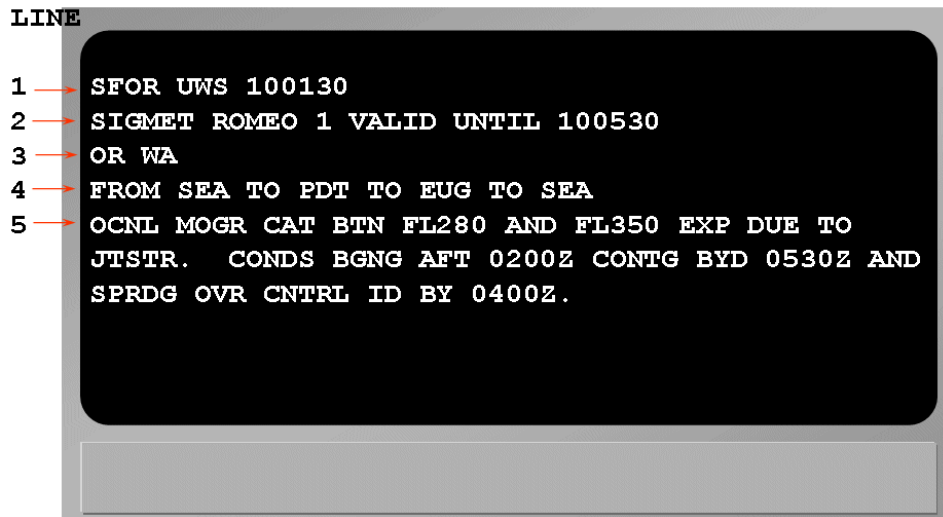 LINE
1 SFOR UWS 100130
2 SIGMET ROMEO 1 VALID UNTIL 100530
3 OR WA
4 FROM SEA TO PDT TO EUG TO SEA
5 OCNL MOGR CAT BTN FL280 AND FL350 EXP DUE TO
JTSTR. CONDS BGNG AFT 0200Z CONTG BYD 0530Z AND
SPRDG OVR CNTRL ID BY 0400Z.